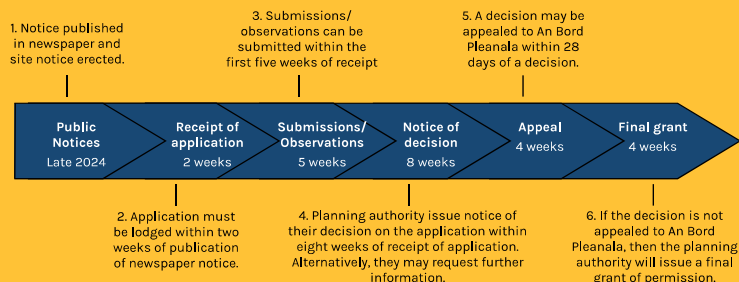 1. Notice published
in newspaper and
site notice erected.
3. Submissions/
observations can be
submitted within the
first five weeks of receipt
5. A decision may be
appealed to An Bord
Pleanala within 28
days of a decision.
Public
Notices
Late 2024
Receipt of
application
2 weeks
Submissions/
Observations
5 weeks
Notice of
decision
8 weeks
Appeal
4 weeks
Final grant
4 weeks
2. Application must
be lodged within two
weeks of publication
of newspaper notice.
4. Planning authority issue notice of
their decision on the application within
eight weeks of receipt of application.
Alternatively, they may request further
information.
6. If the decision is not
appealed to An Bord
Pleanala, then the planning
authority will issue a final
grant of permission.